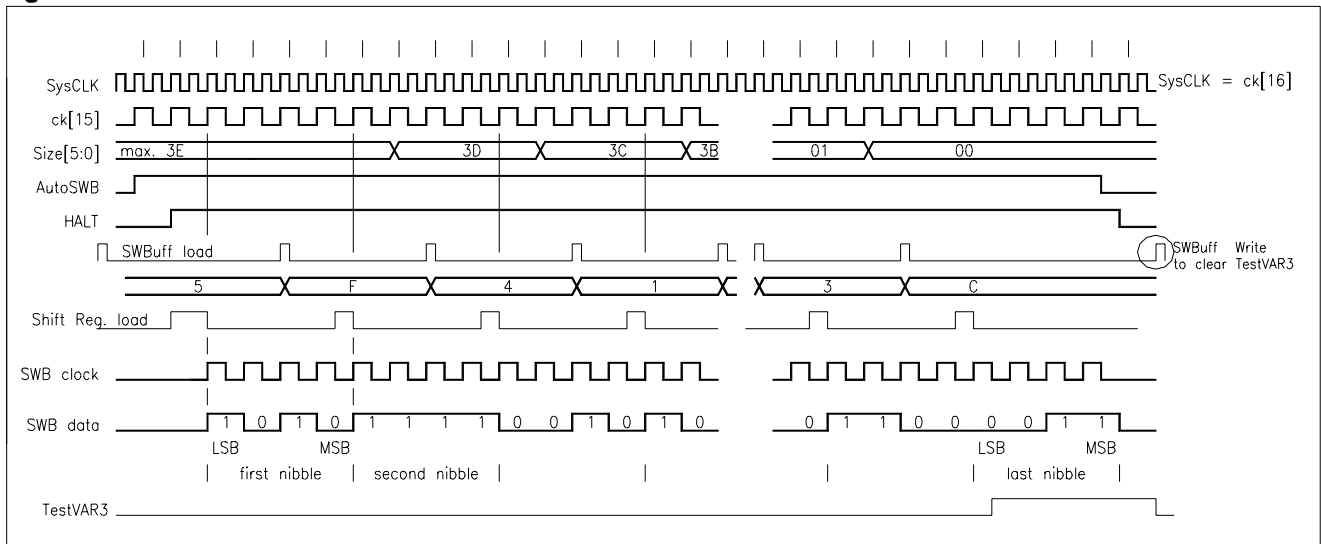 SysCLK
SysCLK = ck[16]
ck[15]
Size[5:0] max. 3E 3D 3C 3B 01 00
AutoSWB
HALT
SWBuff load
SWBuff Write
to clear TestVAR3
5 F 4 1 3 C
Shift Reg. load
SWB clock
SWB data 1 0 1 0 1 1 1 1 0 0 1 0 1 0 0 1 1 0 0 0 0 1 1
LSB MSB LSB MSB
first nibble second nibble last nibble
TestVAR3